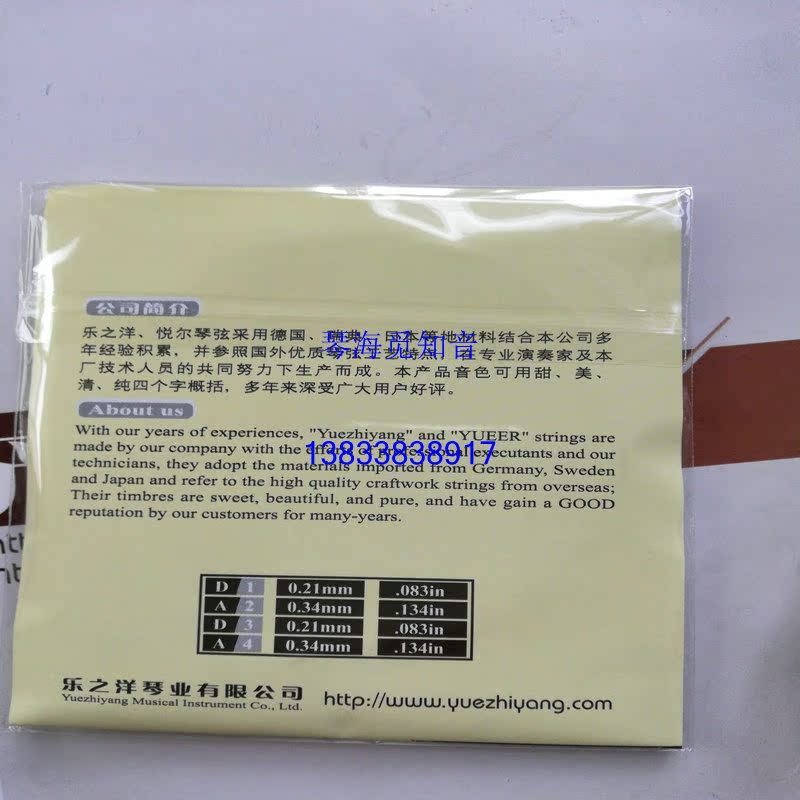 公司简介
乐之洋、悦尔琴弦采用德国、瑞典、日本等地材料结合本公司多
年经验积累，并参照国外优质琴弦工艺特点，在专业演奏家及本
厂技术人员的共同努力下生产而成。本产品音色可用甜、美、
清、纯四个字概括，多年来深受广大用户好评。
琴海觅知音
About us
With our years of experiences, "Yuezhiyang" and "YUEER" strings are
made by our company with the efforts of professional executants and our
technicians, they adopt the materials imported from Germany, Sweden
and Japan and refer to the high quality craftwork strings from overseas;
Their timbres are sweet, beautiful, and pure, and have gain a GOOD
reputation by our customers for many-years.
13833838917
D 1 0.21mm .083in
A 2 0.34mm .134in
D 3 0.21mm .083in
A 4 0.34mm .134in
乐之洋琴业有限公司
Yuezhiyang Musical Instrument Co., Ltd.
http://www.yuezhiyang.com